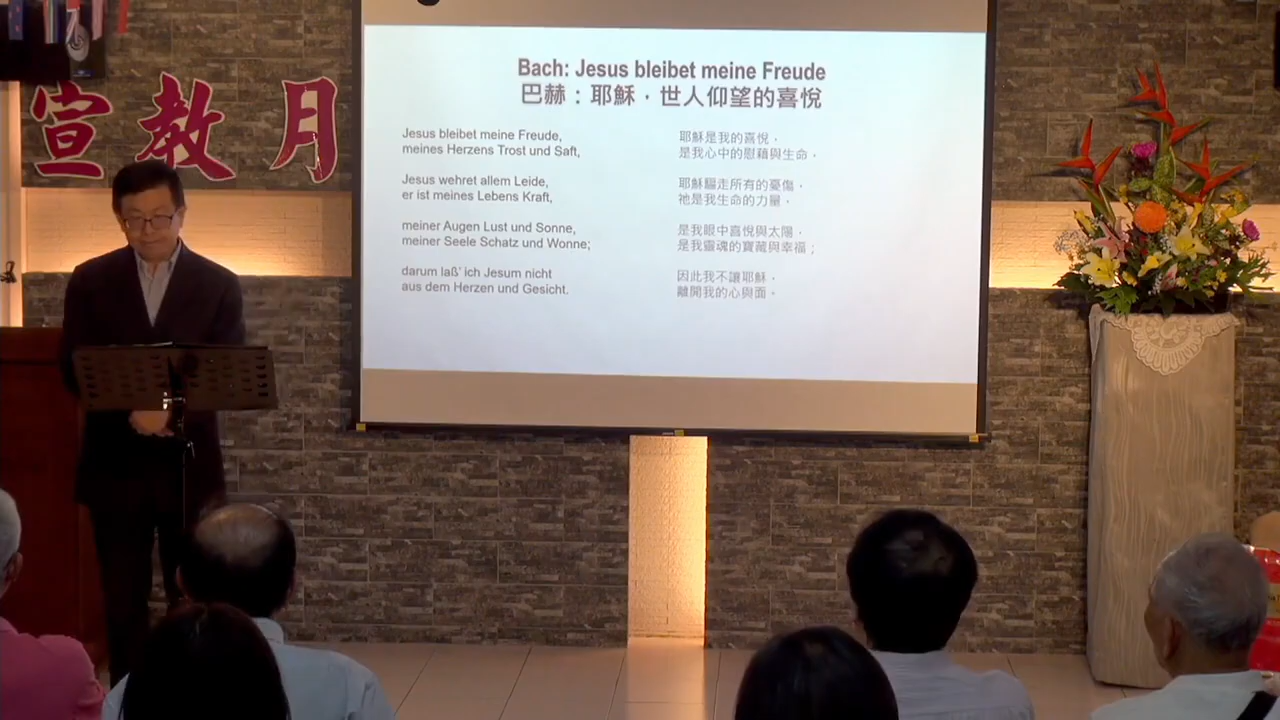 宣教月
Bach: Jesus bleibet meine Freude
巴赫：耶穌，世人仰望的喜悅
Jesus bleibet meine Freude,
meines Herzens Trost und Saft,
Jesus wehret allem Leide,
er ist meines Lebens Kraft,
meiner Augen Lust und Sonne,
meiner Seele Schatz und Wonne;
darum laß’ ich Jesum nicht
aus dem Herzen und Gesicht.
耶穌是我的喜悅，
是我心中的慰藉與生命，
耶穌驅走所有的憂傷，
祂是我生命的力量，
是我眼中喜悅與太陽，
是我靈魂的寶藏與幸福；
因此我不讓耶穌，
離開我的心與面。